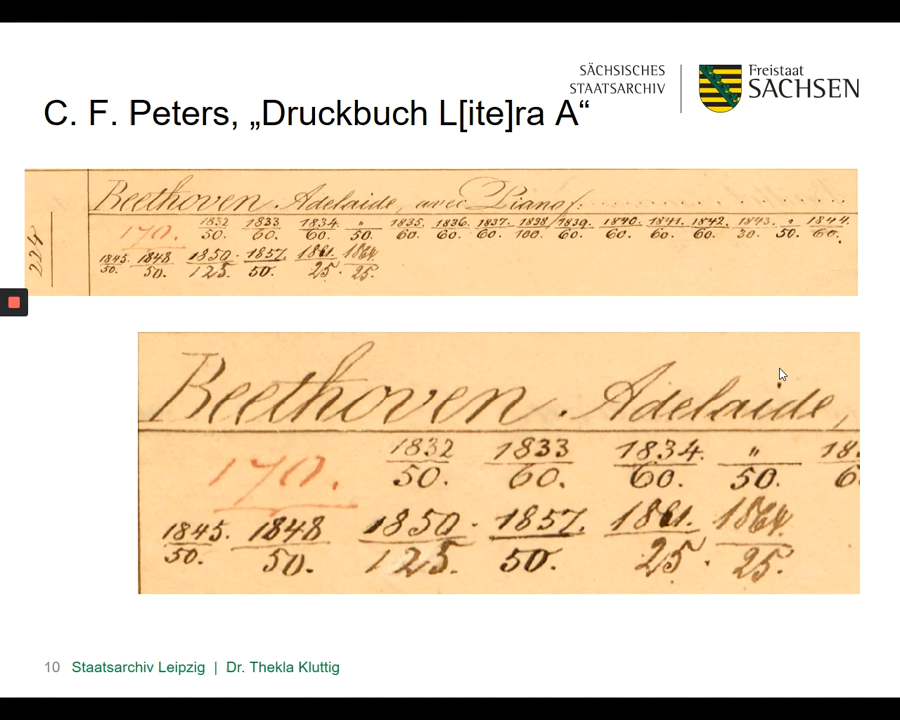 SÄCHSISCHES
STAATSARCHIV
Freistaat
SACHSEN
C. F. Peters, „Druckbuch L[ite]ra A“
Beethoven Adelaide, avec Pianof:
224
170. 1832 1833 1834. " 1835. 1836. 1837. 1838/1839. 1840. 1841. 1842. 1843. " 1844.
50. 60. 60. 50. 60. 60. 60. 100. 60. 60. 60. 60. 50. 60.
1845. 1848 1850. 1857. 1861. 1864.
50. 50. 125. 50. 25. 25.
Beethoven. Adelaide,
170. 1832 1833 1834. " 18
50. 60. 60. 50. 6
1845. 1848 1850. 1857. 1861. 1864.
50. 50. 125. 50. 25. 25.
10 Staatsarchiv Leipzig | Dr. Thekla Kluttig